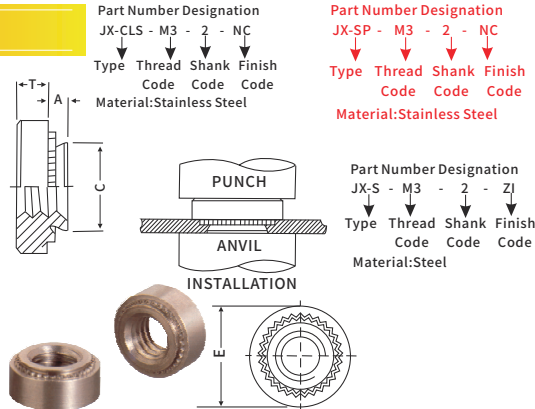 Part Number Designation
JX-CLS - M3 - 2 - NC
Type Thread Shank Finish
Code Code Code
Material:Stainless Steel
Part Number Designation
JX-SP - M3 - 2 - NC
Type Thread Shank Finish
Code Code Code
Material:Stainless Steel
T
A
C
PUNCH
ANVIL
INSTALLATION
Part Number Designation
JX-S - M3 - 2 - ZI
Type Thread Shank Finish
Code Code Code
Material:Steel
E